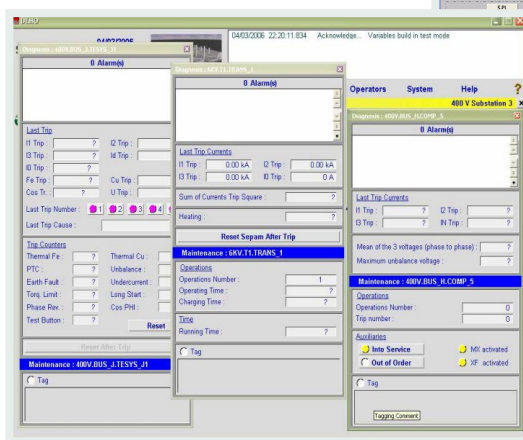 SPI
DEMO
04/03/2006
04/03/2006 22:20:11.834 Acknowledge... Variables build in test mode
Operators System Help ?
400 V Substation 3 X
Diagnosis : 400V.BUS_J.TESYS_J1
0 Alarm(s)
Last Trip
I1 Trip : ? I2 Trip :
I3 Trip : ? Id Trip :
I0 Trip : ?
Fe Trip : ? Cu Trip :
Cos Tr. : ? U Trip :
Last Trip Number : 1 2 3 4
Last Trip Cause :
Trip Counters
Thermal Fe : ? Thermal Cu :
PTC : ? Unbalance :
Earth Fault : ? Undercurrent :
Torq. Limit : ? Long Start :
Phase Rev. : ? Cos PHI :
Test Button : ?
Reset
Reset After Trip
Maintenance : 400V.BUS_J.TESYS_J1
Tag
Diagnosis : 6KV.T1.TRANS_1
0 Alarm(s)
Last Trip Currents
I1 Trip : 0.00 kA I2 Trip : 0.00 kA
I3 Trip : 0.00 kA I0 Trip : 0 A
Sum of Currents Trip Square : ?
Heating : ?
Reset Sepam After Trip
Maintenance : 6KV.T1.TRANS_1
Operations
Operations Number : 1
Operating Time : ?
Charging Time : ?
Time
Running Time : ?
Tag
Diagnosis : 400V.BUS_H.COMP_5
0 Alarm(s)
Last Trip Currents
I1 Trip : ? I2 Trip : ?
I3 Trip : ? IN Trip : ?
Mean of the 3 voltages (phase to phase) : ?
Maximum unbalance voltage : ?
Maintenance : 400V.BUS_H.COMP_5
Operations
Operations Number : 0
Trip number : 0
Auxiliaries
Into Service MX activated
Out of Order XF activated
Tag
Tagging Comment